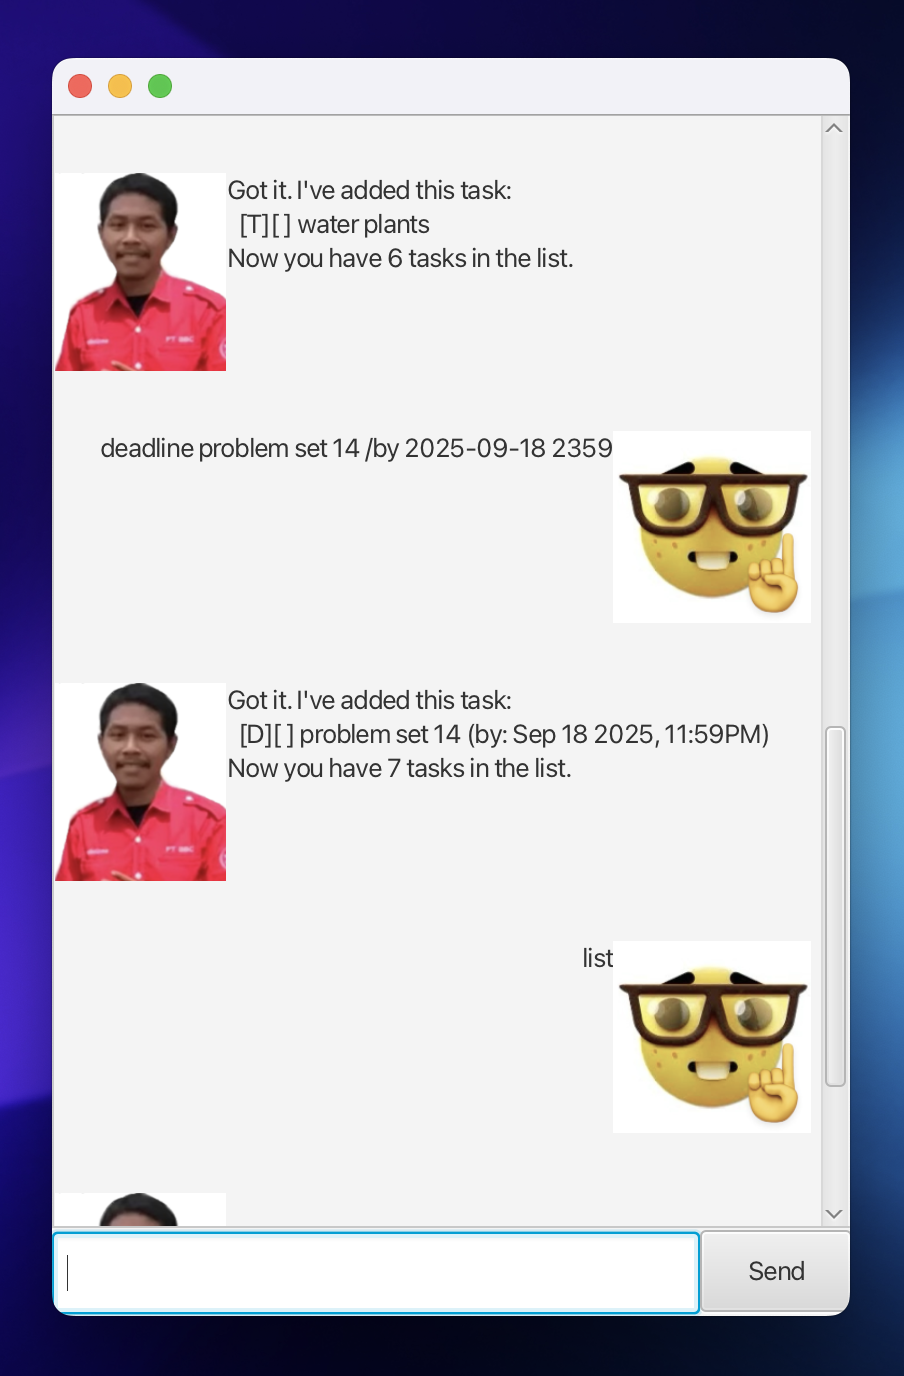 Got it. I've added this task:
[T][ ] water plants
Now you have 6 tasks in the list.
deadline problem set 14 /by 2025-09-18 2359
Got it. I've added this task:
[D][ ] problem set 14 (by: Sep 18 2025, 11:59PM)
Now you have 7 tasks in the list.
list
Send